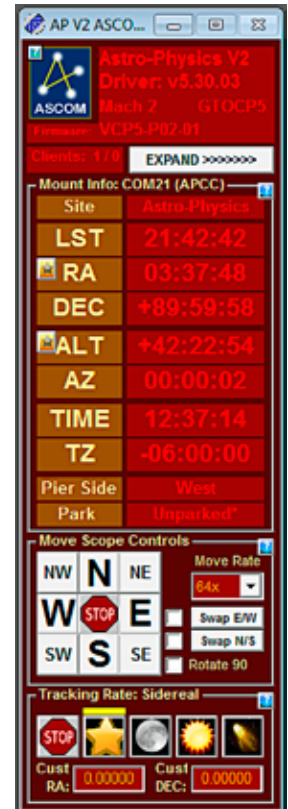 AP V2 ASCO...
?
Astro-Physics V2
Driver: v5.30.03
ASCOM Mach 2 GTOCP5
Firmware: VCP5-P02-01
Clients: 1 / 0 EXPAND >>>>>>>
Mount Info: COM21 (APCC) ?
Site Astro-Physics
LST 21:42:42
RA 03:37:48
DEC +89:59:58
ALT +42:22:54
AZ 00:00:02
TIME 12:37:14
TZ -06:00:00
Pier Side West
Park Unparked*
Move Scope Controls ?
NW N NE Move Rate
64x
W STOP E Swap E/W
Swap N/S
SW S SE Rotate 90
Tracking Rate: Sidereal ?
STOP
Cust RA: 0.00000 Cust DEC: 0.00000